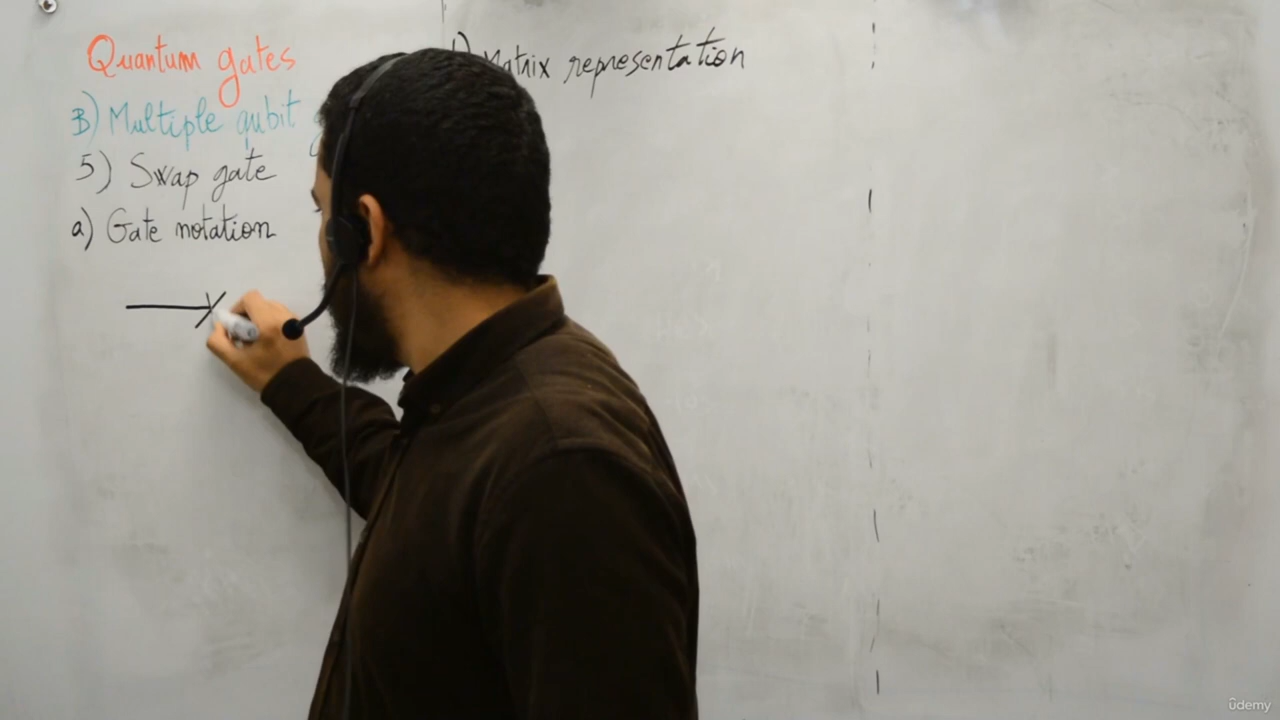 Quantum gates
B) Multiple qubit
5) Swap gate
a) Gate notation
Matrix representation
udemy